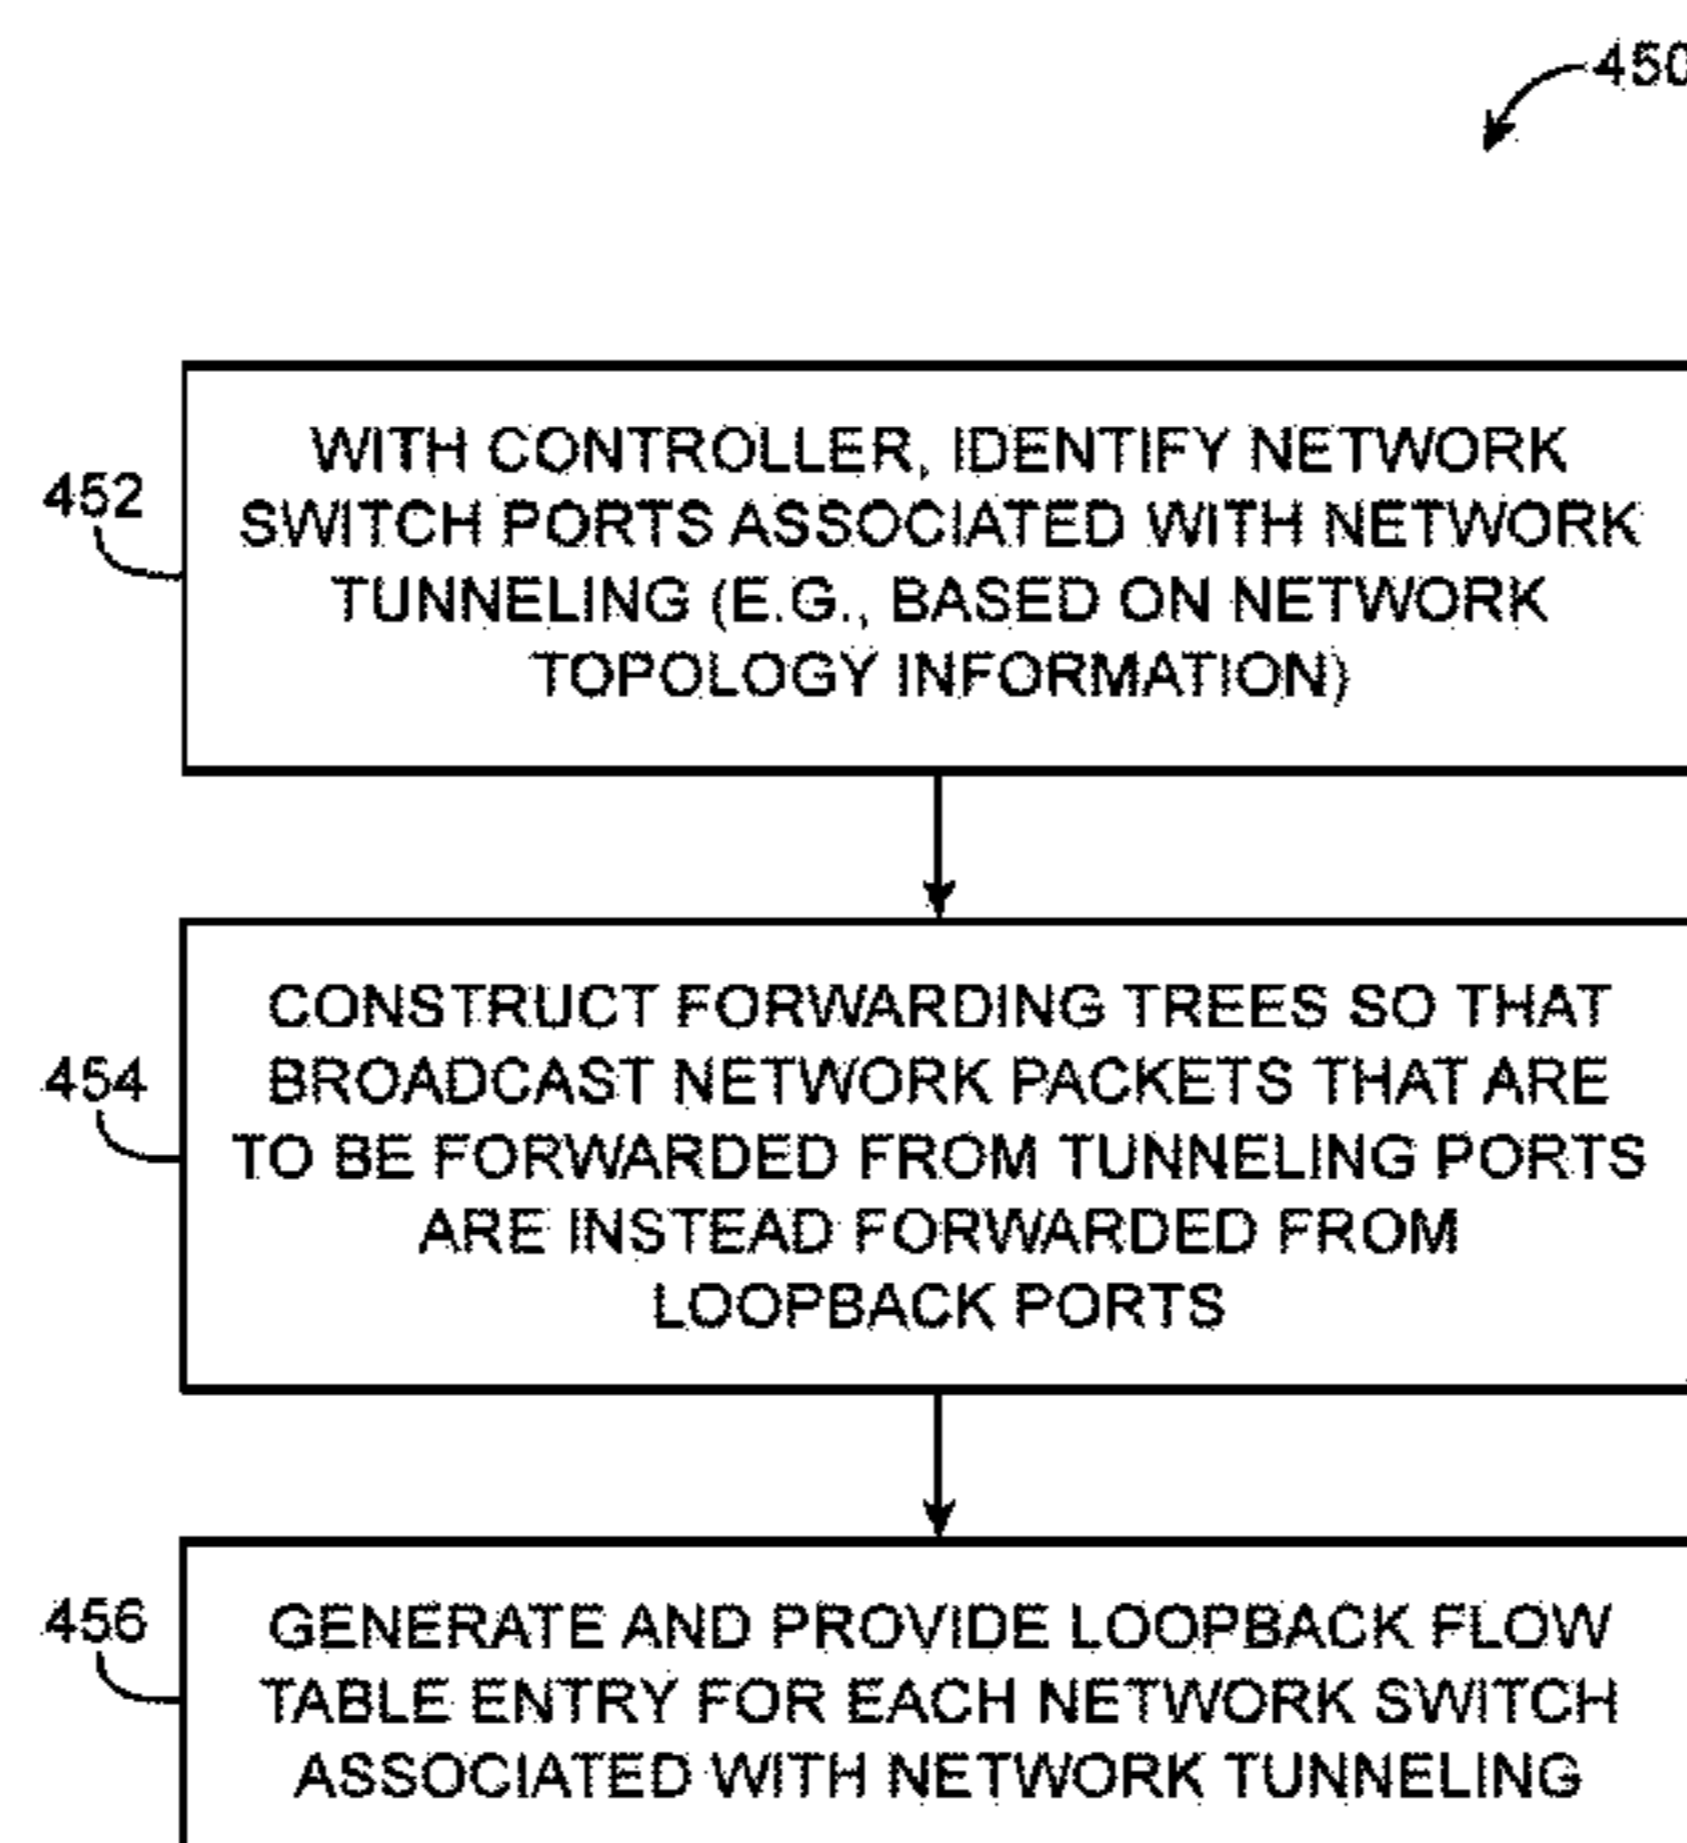 450
452
WITH CONTROLLER, IDENTIFY NETWORK
SWITCH PORTS ASSOCIATED WITH NETWORK
TUNNELING (E.G., BASED ON NETWORK
TOPOLOGY INFORMATION)
454
CONSTRUCT FORWARDING TREES SO THAT
BROADCAST NETWORK PACKETS THAT ARE
TO BE FORWARDED FROM TUNNELING PORTS
ARE INSTEAD FORWARDED FROM
LOOPBACK PORTS
456
GENERATE AND PROVIDE LOOPBACK FLOW
TABLE ENTRY FOR EACH NETWORK SWITCH
ASSOCIATED WITH NETWORK TUNNELING